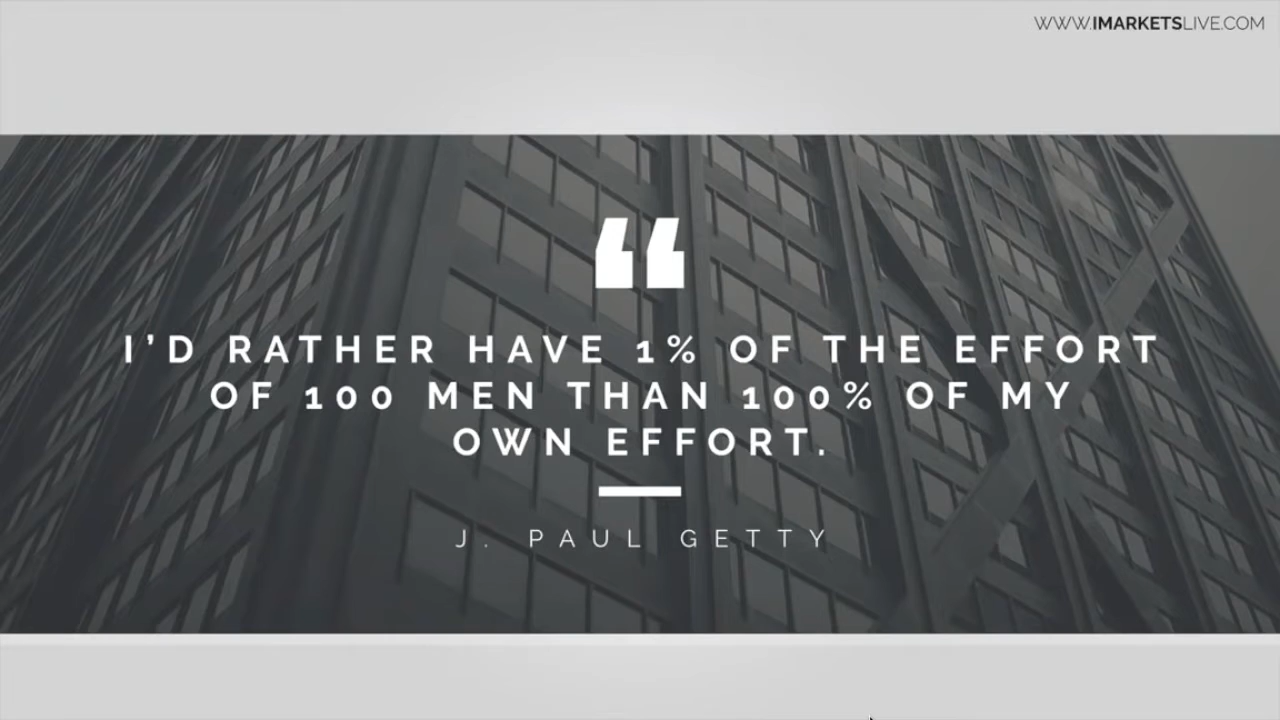 WWW.IMARKETSLIVE.COM
“
I’D RATHER HAVE 1% OF THE EFFORT
OF 100 MEN THAN 100% OF MY
OWN EFFORT.
J. PAUL GETTY